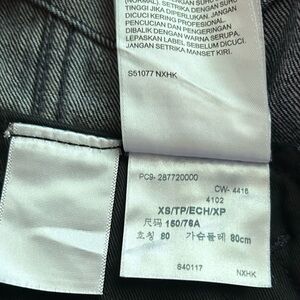 (NORMAL). SETRIKA DENGAN SUHU
TINGGI JIKA DIPERLUKAN. JANGAN
DICUCI KERING PROFESIONAL.
PENCUCIAN DAN PENGERINGAN
DIBALIK DENGAN WARNA SERUPA.
LEPASKAN LABEL SEBELUM DICUCI.
JANGAN SETRIKA MANSET KIRI.
S51077 NXHK
PC9- 287720000
CW- 4416
4102
XS/TP/ECH/XP
尺码 150/76A
호칭 80 가슴둘레 80cm
S40117 NXHK